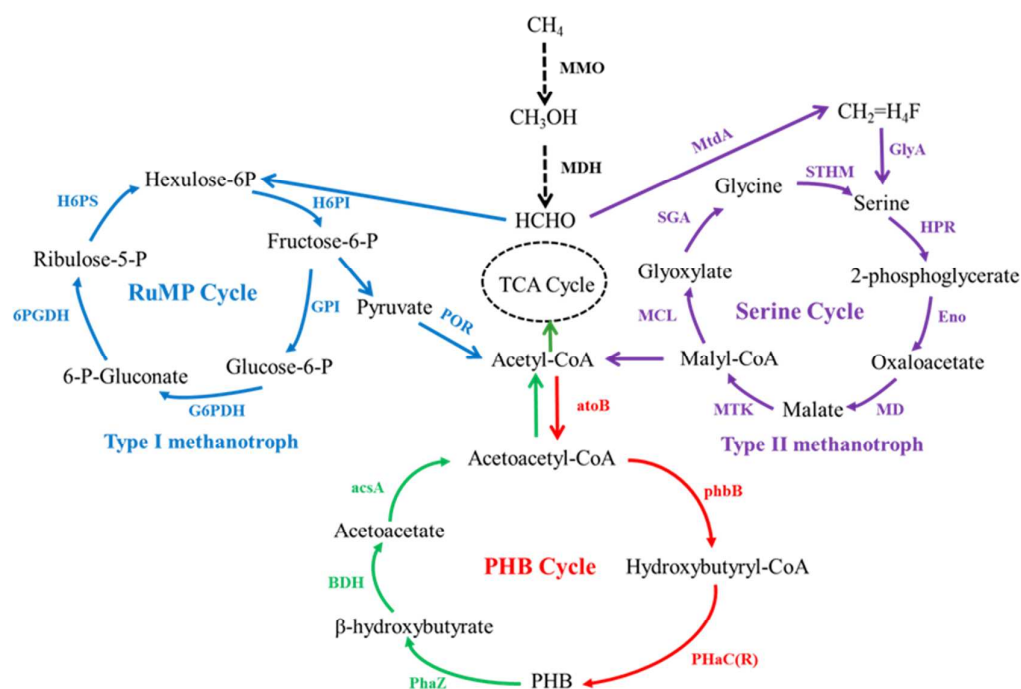 CH₄
MMO
CH₃OH
MDH
HCHO
MtdA
CH₂=H₄F
GlyA
STHM
Glycine
Serine
SGA
HPR
Glyoxylate
2-phosphoglycerate
MCL
Serine Cycle
Eno
Malyl-CoA
Oxaloacetate
MTK
Malate
MD
Type II methanotroph
Hexulose-6P
H6PS
H6PI
Fructose-6-P
Ribulose-5-P
RuMP Cycle
Pyruvate
6PGDH
GPI
POR
Glucose-6-P
6-P-Gluconate
G6PDH
Type I methanotroph
TCA Cycle
Acetyl-CoA
atoB
Acetoacetyl-CoA
acsA
phbB
Acetoacetate
PHB Cycle
Hydroxybutyryl-CoA
BDH
β-hydroxybutyrate
PHaC(R)
PhaZ
PHB